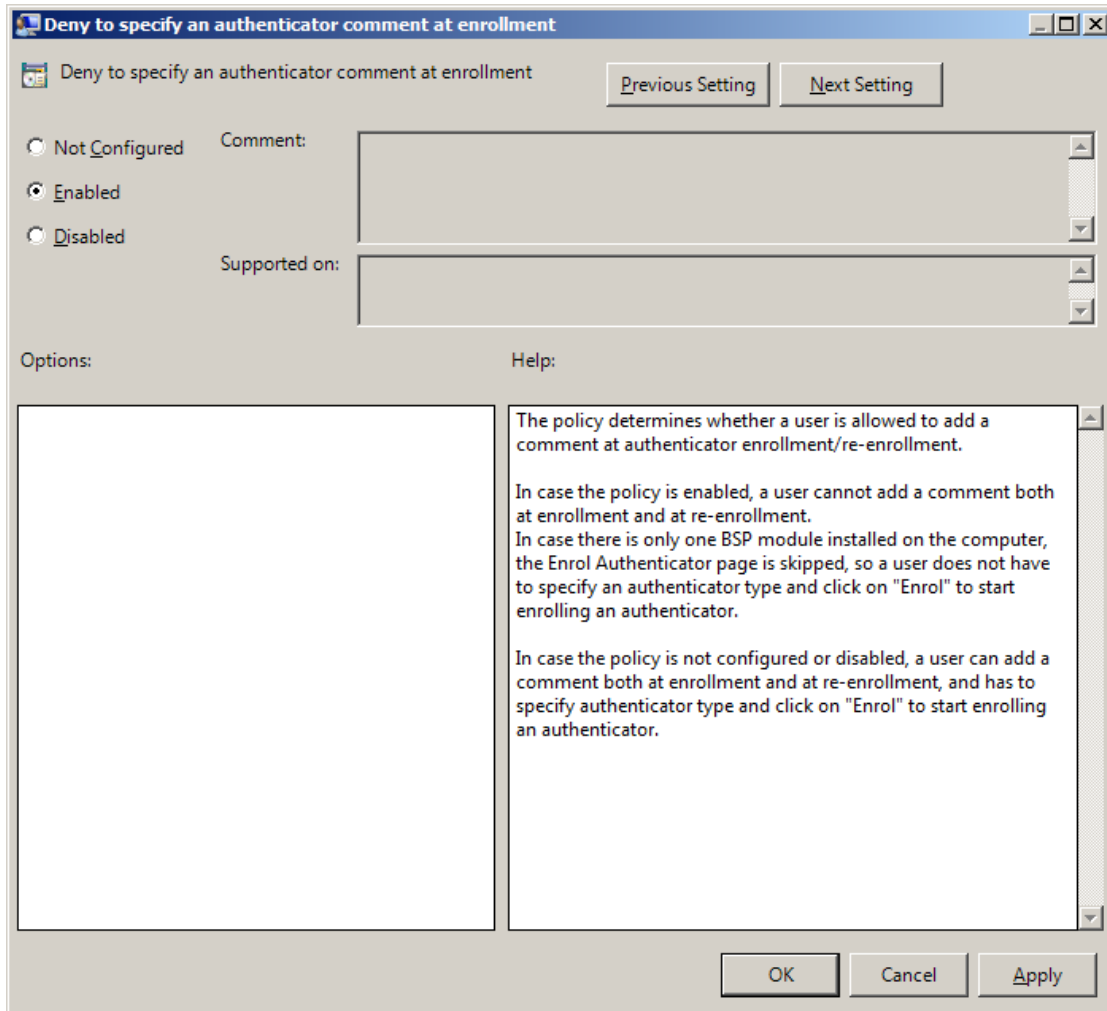 Deny to specify an authenticator comment at enrollment
Deny to specify an authenticator comment at enrollment
Previous Setting
Next Setting
Not Configured
Comment:
Enabled
Disabled
Supported on:
Options:
Help:
The policy determines whether a user is allowed to add a
comment at authenticator enrollment/re-enrollment.
In case the policy is enabled, a user cannot add a comment both
at enrollment and at re-enrollment.
In case there is only one BSP module installed on the computer,
the Enrol Authenticator page is skipped, so a user does not have
to specify an authenticator type and click on "Enrol" to start
enrolling an authenticator.
In case the policy is not configured or disabled, a user can add a
comment both at enrollment and at re-enrollment, and has to
specify authenticator type and click on "Enrol" to start enrolling
an authenticator.
OK
Cancel
Apply